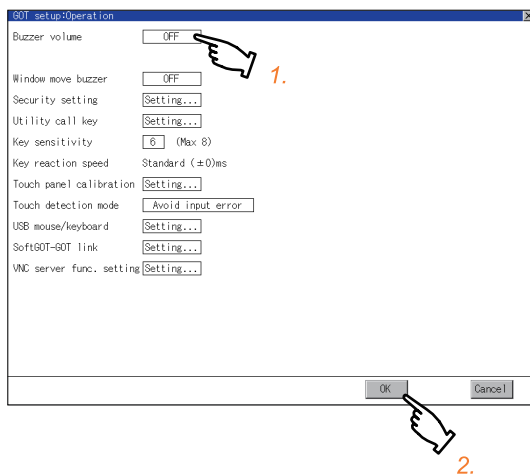 GOT setup:Operation
Buzzer volume OFF
1.
Window move buzzer OFF
Security setting Setting...
Utility call key Setting...
Key sensitivity 6 (Max 8)
Key reaction speed Standard (±0)ms
Touch panel calibration Setting...
Touch detection mode Avoid input error
USB mouse/keyboard Setting...
SoftGOT-GOT link Setting...
VNC server func. setting Setting...
OK Cancel
2.